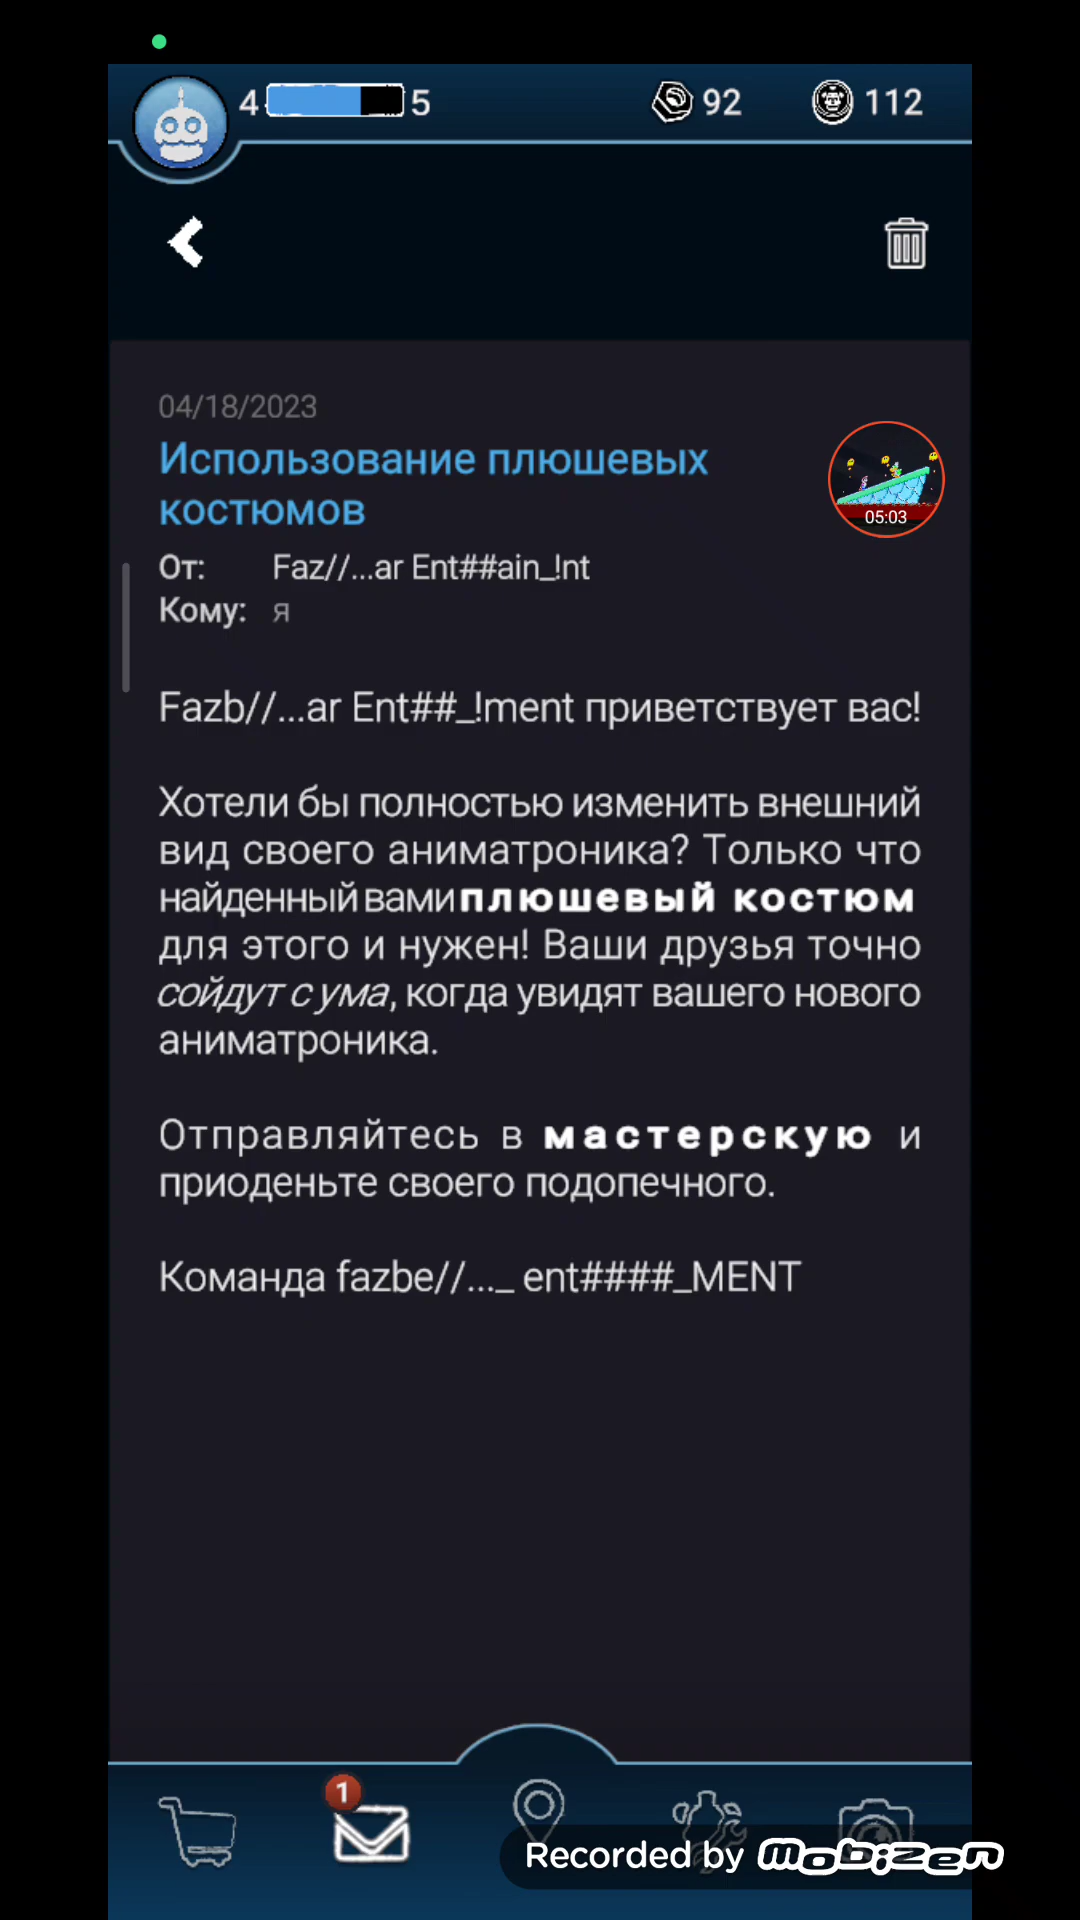 4 5 92 112
04/18/2023
Использование плюшевых
костюмов
05:03
От: Faz//...ar Ent##ain_!nt
Кому: я
Fazb//...ar Ent##_!ment приветствует вас!
Хотели бы полностью изменить внешний
вид своего аниматроника? Только что
найденный вами плюшевый костюм
для этого и нужен! Ваши друзья точно
сойдут с ума, когда увидят вашего нового
аниматроника.
Отправляйтесь в мастерскую и
приоденьте своего подопечного.
Команда fazbe//..._ ent####_MENT
1
Recorded by mobizen